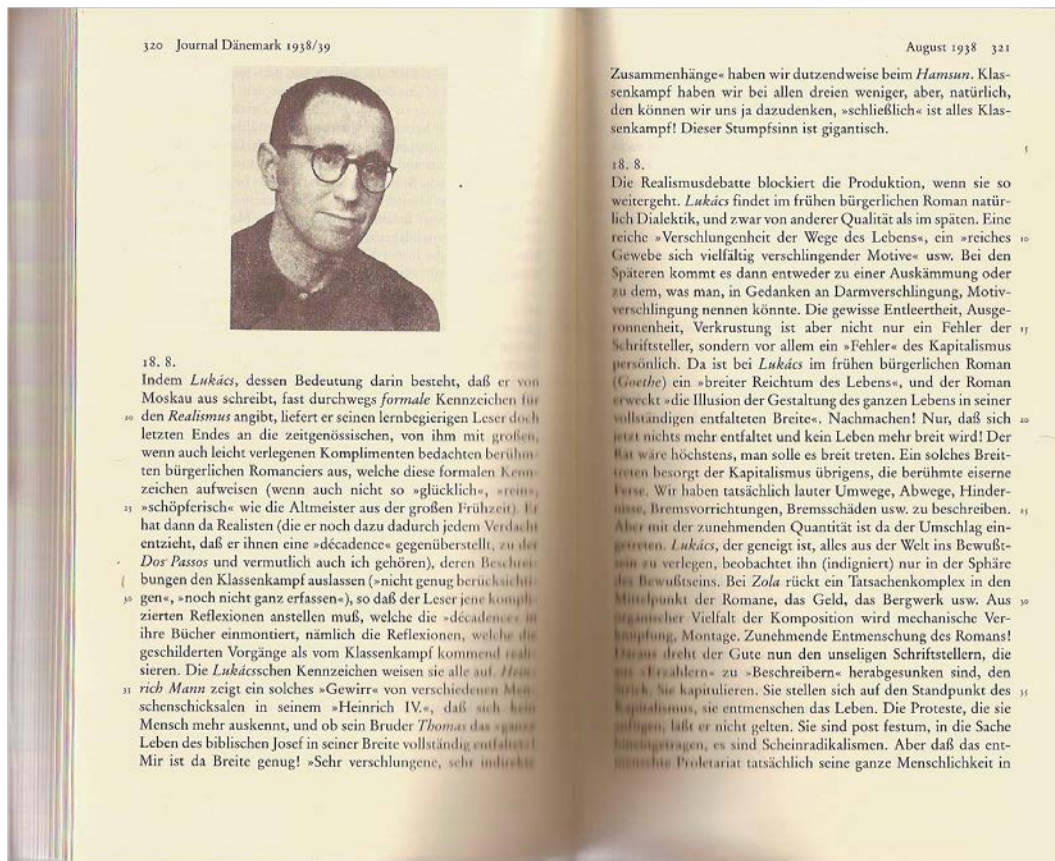 320 Journal Dänemark 1938/39
18. 8.
Indem Lukács, dessen Bedeutung darin besteht, daß er von
Moskau aus schreibt, fast durchwegs formale Kennzeichen für
20 den Realismus angibt, liefert er seinen lernbegierigen Leser doch
letzten Endes an die zeitgenössischen, von ihm mit großen,
wenn auch leicht verlegenen Komplimenten bedachten berühm-
ten bürgerlichen Romanciers aus, welche diese formalen Kenn-
zeichen aufweisen (wenn auch nicht so »glücklich«, »rein«,
25 »schöpferisch« wie die Altmeister aus der großen Frühzeit). Er
hat dann da Realisten (die er noch dazu dadurch jedem Verdacht
entzieht, daß er ihnen eine »décadence« gegenüberstellt, zu der
Dos Passos und vermutlich auch ich gehören), deren Beschrei-
bungen den Klassenkampf auslassen (»nicht genug berücksichti-
30 gen«, »noch nicht ganz erfassen«), so daß der Leser jene kompli-
zierten Reflexionen anstellen muß, welche die »décadence« in
ihre Bücher einmontiert, nämlich die Reflexionen, welche die
geschilderten Vorgänge als vom Klassenkampf kommend reali-
sieren. Die Lukácsschen Kennzeichen weisen sie alle auf. Hein-
35 rich Mann zeigt ein solches »Gewirr« von verschiedenen Men-
schenschicksalen in seinem »Heinrich IV.«, daß sich kein
Mensch mehr auskennt, und ob sein Bruder Thomas das »ganze
Leben des biblischen Josef in seiner Breite vollständig entfaltet«!
Mir ist da Breite genug! »Sehr verschlungene, sehr indirekte
August 1938 321
Zusammenhänge« haben wir dutzendweise beim Hamsun. Klas-
senkampf haben wir bei allen dreien weniger, aber, natürlich,
den können wir uns ja dazudenken, »schließlich« ist alles Klas-
senkampf! Dieser Stumpfsinn ist gigantisch.
5
18. 8.
Die Realismusdebatte blockiert die Produktion, wenn sie so
weitergeht. Lukács findet im frühen bürgerlichen Roman natür-
lich Dialektik, und zwar von anderer Qualität als im späten. Eine
reiche »Verschlungenheit der Wege des Lebens«, ein »reiches 10
Gewebe sich vielfältig verschlingender Motive« usw. Bei den
Späteren kommt es dann entweder zu einer Auskämmung oder
zu dem, was man, in Gedanken an Darmverschlingung, Motiv-
verschlingung nennen könnte. Die gewisse Entleertheit, Ausge-
ronnenheit, Verkrustung ist aber nicht nur ein Fehler der 15
Schriftsteller, sondern vor allem ein »Fehler« des Kapitalismus
persönlich. Da ist bei Lukács im frühen bürgerlichen Roman
(Goethe) ein »breiter Reichtum des Lebens«, und der Roman
erweckt »die Illusion der Gestaltung des ganzen Lebens in seiner
vollständigen entfalteten Breite«. Nachmachen! Nur, daß sich 20
jetzt nichts mehr entfaltet und kein Leben mehr breit wird! Der
Rat wäre höchstens, man solle es breit treten. Ein solches Breit-
treten besorgt der Kapitalismus übrigens, die berühmte eiserne
Ferse. Wir haben tatsächlich lauter Umwege, Abwege, Hinder-
nisse, Bremsvorrichtungen, Bremsschäden usw. zu beschreiben. 25
Aber mit der zunehmenden Quantität ist da der Umschlag ein-
getreten. Lukács, der geneigt ist, alles aus der Welt ins Bewußt-
sein zu verlegen, beobachtet ihn (indigniert) nur in der Sphäre
des Bewußtseins. Bei Zola rückt ein Tatsachenkomplex in den
Mittelpunkt der Romane, das Geld, das Bergwerk usw. Aus 30
organischer Vielfalt der Komposition wird mechanische Ver-
knüpfung, Montage. Zunehmende Entmenschung des Romans!
Daraus dreht der Gute nun den unseligen Schriftstellern, die
aus »Erzählern« zu »Beschreibern« herabgesunken sind, den
Strick. Sie kapitulieren. Sie stellen sich auf den Standpunkt des 35
Kapitalismus, sie entmenschen das Leben. Die Proteste, die sie
läßt er nicht gelten. Sie sind post festum, in die Sache
hineingetragen, es sind Scheinradikalismen. Aber daß das ent-
menschte Proletariat tatsächlich seine ganze Menschlichkeit in